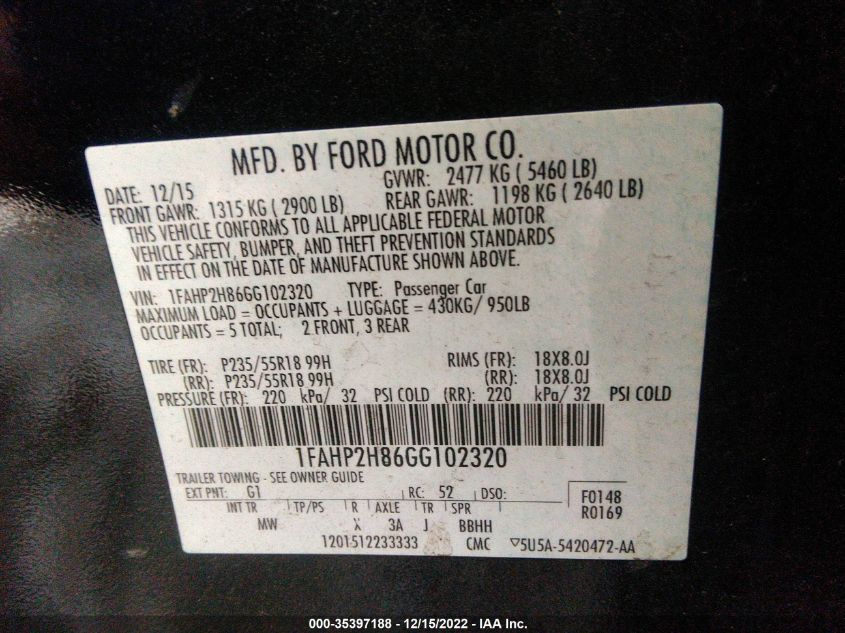 MFD. BY FORD MOTOR CO.
DATE: 12/15 GVWR: 2477 KG ( 5460 LB)
FRONT GAWR: 1315 KG ( 2900 LB) REAR GAWR: 1198 KG ( 2640 LB)
THIS VEHICLE CONFORMS TO ALL APPLICABLE FEDERAL MOTOR
VEHICLE SAFETY, BUMPER, AND THEFT PREVENTION STANDARDS
IN EFFECT ON THE DATE OF MANUFACTURE SHOWN ABOVE.
VIN: 1FAHP2H86GG102320 TYPE: Passenger Car
MAXIMUM LOAD = OCCUPANTS + LUGGAGE = 430KG/ 950LB
OCCUPANTS = 5 TOTAL; 2 FRONT, 3 REAR
TIRE (FR): P235/55R18 99H RIMS (FR): 18X8.0J
(RR): P235/55R18 99H (RR): 18X8.0J
PRESSURE (FR): 220 kPa/ 32 PSI COLD (RR): 220 kPa/ 32 PSI COLD
1FAHP2H86GG102320
TRAILER TOWING - SEE OWNER GUIDE
EXT PNT: G1 RC: 52 DSO: F0148
INT TR TP/PS R AXLE TR SPR R0169
MW X 3A J BBHH
1201512233333 CMC ▽5U5A-5420472-AA
000-35397188 - 12/15/2022 - IAA Inc.